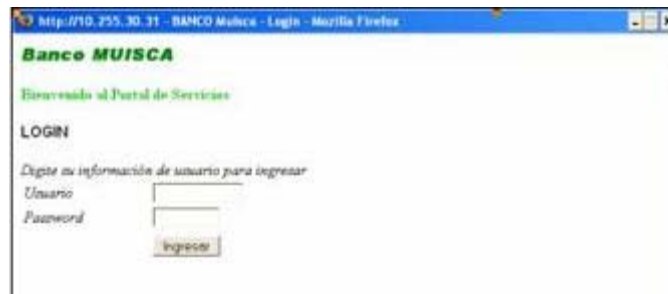 http://10.255.30.31 - BANCO Muisca - Login - Mozilla Firefox
Banco MUISCA
Bienvenido al Portal de Servicios
LOGIN
Digite su información de usuario para ingresar
Usuario
Password
Ingresar